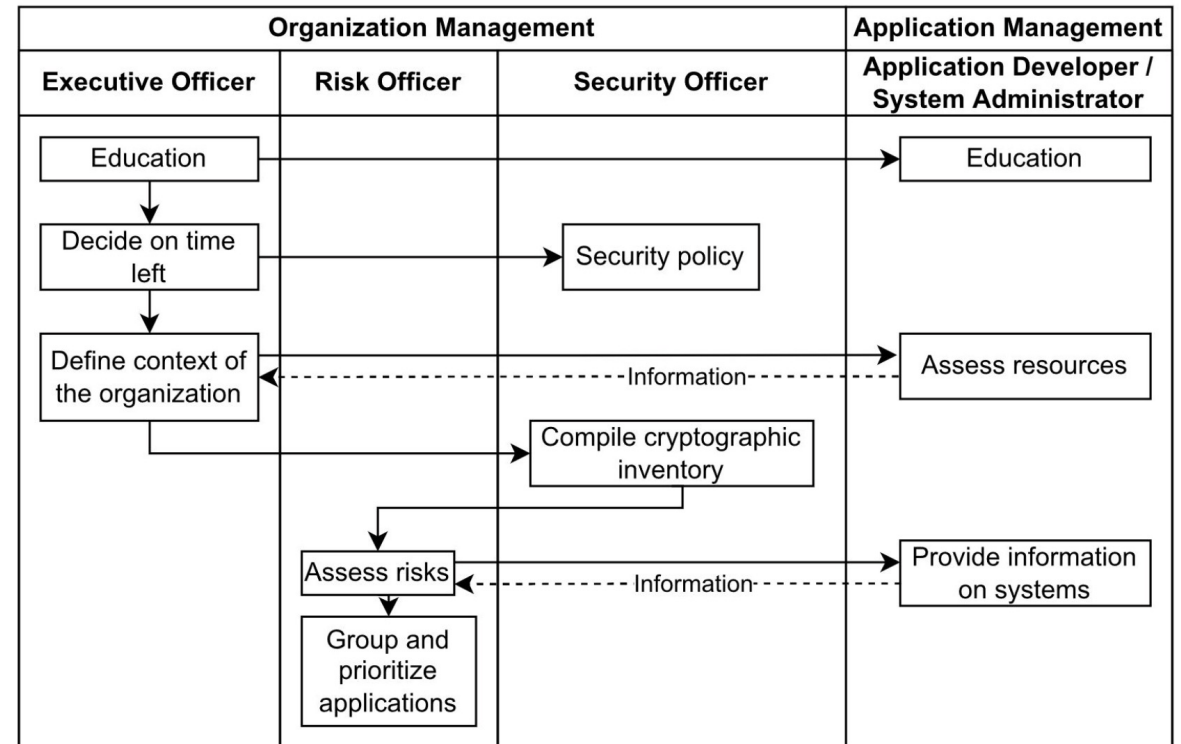 Organization Management
Application Management
Executive Officer
Risk Officer
Security Officer
Application Developer /
System Administrator
Education
Education
Decide on time
left
Security policy
Define context of
the organization
Assess resources
Information
Compile cryptographic
inventory
Assess risks
Provide information
on systems
Information
Group and
prioritize
applications